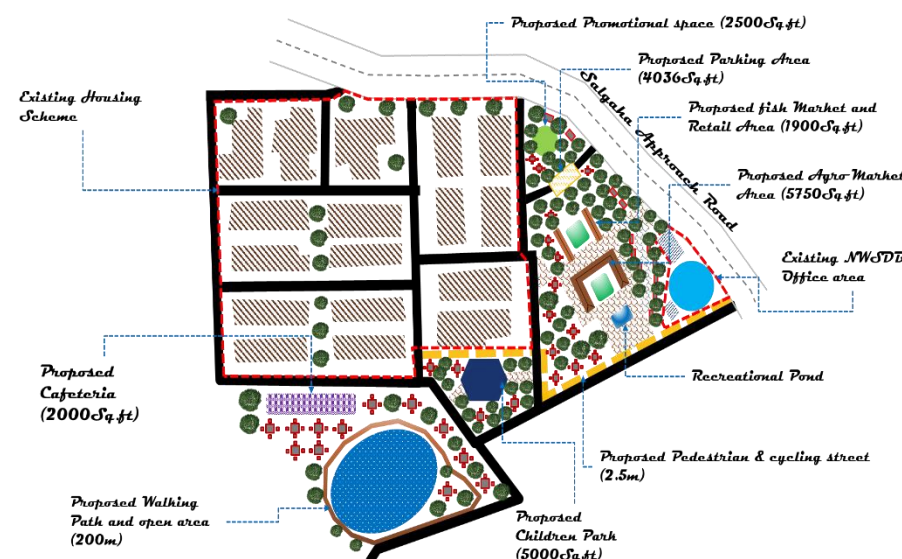 Proposed Promotional space (2500Sq.ft)
Proposed Parking Area
(4036Sq.ft)
Existing Housing
Scheme
Salgaha Approach Road
Proposed fish Market and
Retail Area (1900Sq.ft)
Proposed Agro Market
Area (5750Sq.ft)
Existing NWSDB
Office area
Proposed
Cafeteria
(2000Sq.ft)
Recreational Pond
Proposed Pedestrian & cycling street
(2.5m)
Proposed Walking
Path and open area
(200m)
Proposed
Children Park
(5000Sq.ft)